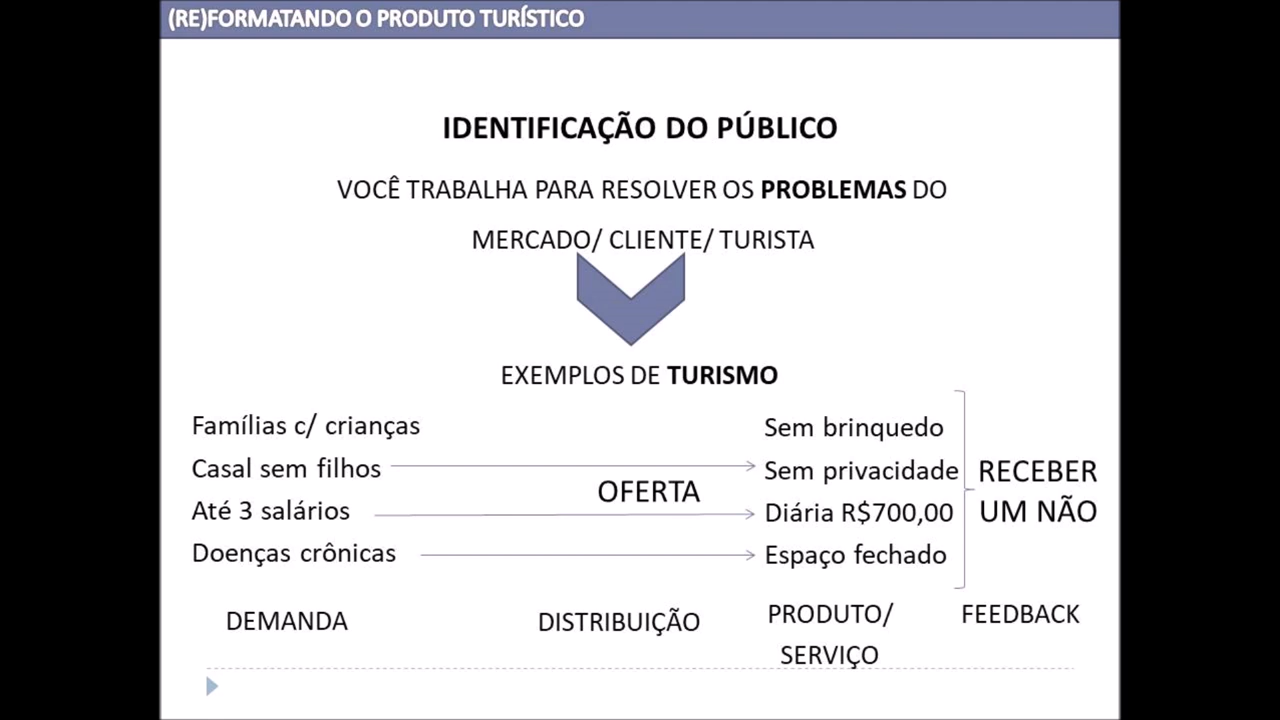 (RE)FORMATANDO O PRODUTO TURÍSTICO
IDENTIFICAÇÃO DO PÚBLICO
VOCÊ TRABALHA PARA RESOLVER OS PROBLEMAS DO
MERCADO/ CLIENTE/ TURISTA
EXEMPLOS DE TURISMO
Famílias c/ crianças
Casal sem filhos
Até 3 salários
Doenças crônicas
OFERTA
Sem brinquedo
Sem privacidade
Diária R$700,00
Espaço fechado
RECEBER
UM NÃO
DEMANDA
DISTRIBUIÇÃO
PRODUTO/
SERVIÇO
FEEDBACK